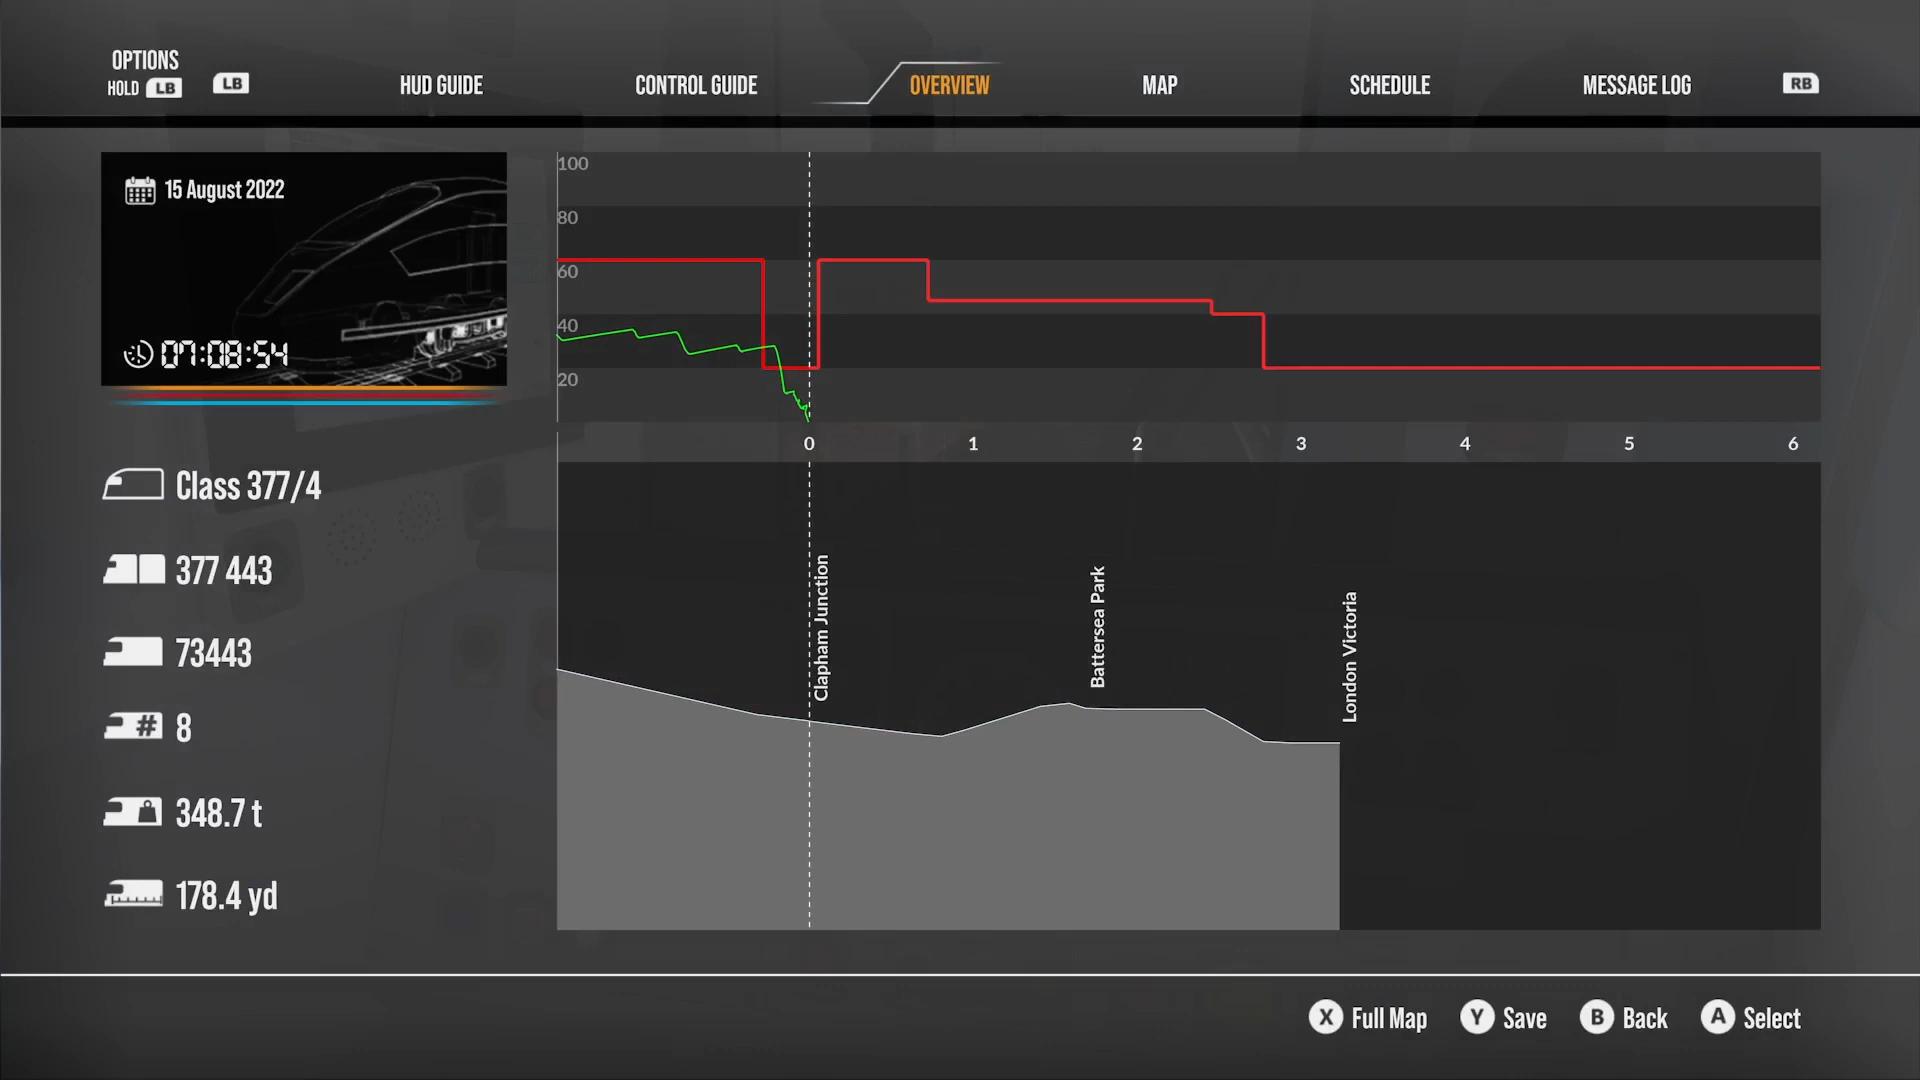 OPTIONS
HOLD LB
LB
HUD GUIDE
CONTROL GUIDE
OVERVIEW
MAP
SCHEDULE
MESSAGE LOG
RB
15 August 2022
07:08:54
Class 377/4
377 443
73443
# 8
348.7 t
178.4 yd
100
80
60
40
20
0 1 2 3 4 5 6
Clapham Junction
Battersea Park
London Victoria
X Full Map
Y Save
B Back
A Select